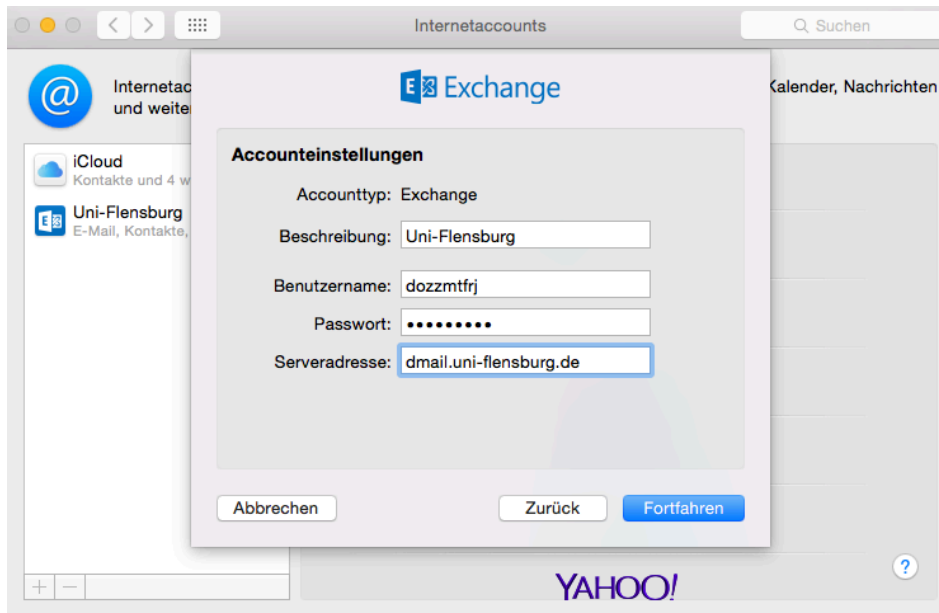 Internetaccounts
Suchen
@
Internetac
und weite
Kalender, Nachrichten
E Exchange
iCloud
Kontakte und 4 w
E Uni-Flensburg
E-Mail, Kontakte,
Accounteinstellungen
Accounttyp: Exchange
Beschreibung: Uni-Flensburg
Benutzername: dozzmtfrj
Passwort: •••••••••
Serveradresse: dmail.uni-flensburg.de
Abbrechen
Zurück
Fortfahren
+ −
YAHOO!
?